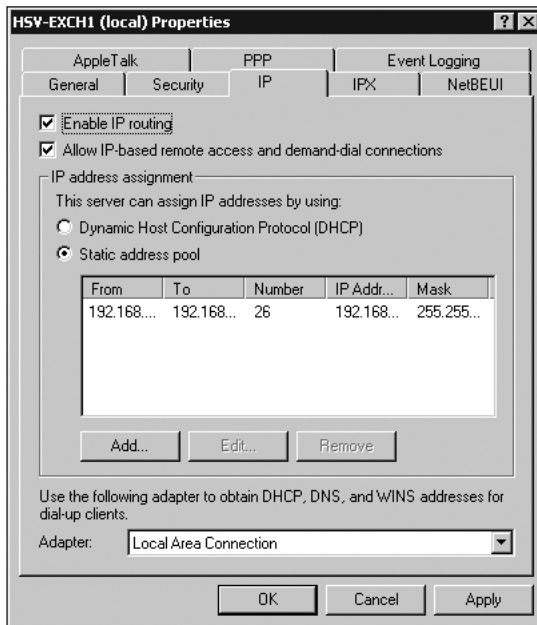 HSV-EXCH1 (local) Properties
AppleTalk PPP Event Logging
General Security IP IPX NetBEUI
Enable IP routing
Allow IP-based remote access and demand-dial connections
IP address assignment
This server can assign IP addresses by using:
Dynamic Host Configuration Protocol (DHCP)
Static address pool
From To Number IP Addr... Mask
192.168.... 192.168... 26 192.168... 255.255...
Add... Edit... Remove
Use the following adapter to obtain DHCP, DNS, and WINS addresses for
dial-up clients.
Adapter: Local Area Connection
OK Cancel Apply